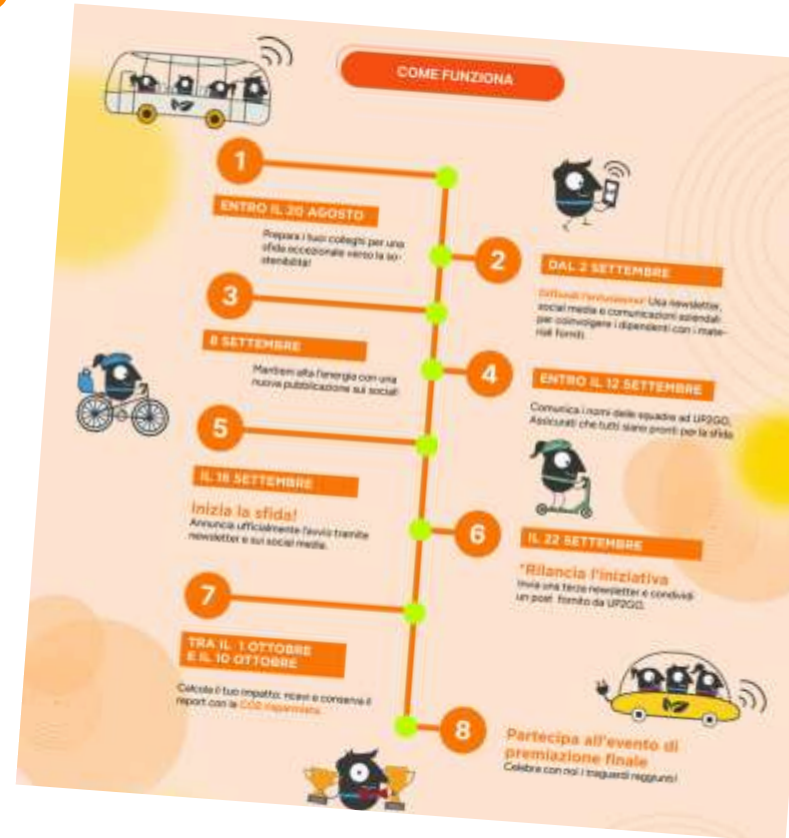 COME FUNZIONA
1
ENTRO IL 20 AGOSTO
Prepara i tuoi colleghi per una
sfida eccezionale verso la so-
stenibilità!
2
DAL 2 SETTEMBRE
Diffondi l'entusiasmo! Usa newsletter,
social media e comunicazioni aziendali
per coinvolgere i dipendenti con i mate-
riali forniti.
3
8 SETTEMBRE
Mantieni alta l'energia con una
nuova pubblicazione sui social!
4
ENTRO IL 12 SETTEMBRE
Comunica i nomi delle squadre ad UP2GO.
Assicurati che tutti siano pronti per la sfida
5
IL 16 SETTEMBRE
Inizia la sfida!
Annuncia ufficialmente l'avvio tramite
newsletter e sui social media.
6
IL 22 SETTEMBRE
*Rilancia l'iniziativa
Invia una terza newsletter e condividi
un post fornito da UP2GO.
7
TRA IL 1 OTTOBRE
E IL 10 OTTOBRE
Calcola il tuo impatto: ricevi e conserva il
report con la CO2 risparmiata.
8
Partecipa all'evento di
premiazione finale
Celebra con noi i traguardi raggiunti!